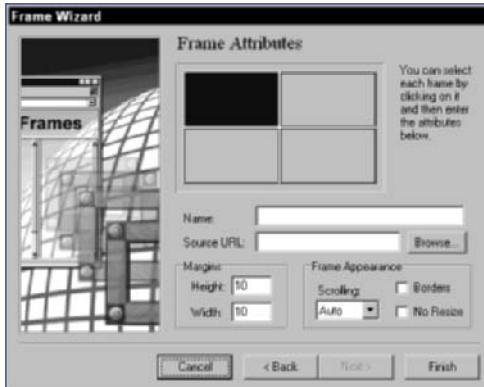 Frame Wizard
Frames
Frame Attributes
You can select
each frame by
clicking on it
and then enter
the attributes
below.
Name:
Source URL:
Browse...
Margins
Height: 10
Width: 10
Frame Appearance
Scrolling:
Auto
Borders
No Resize
Cancel
< Back
Next >
Finish